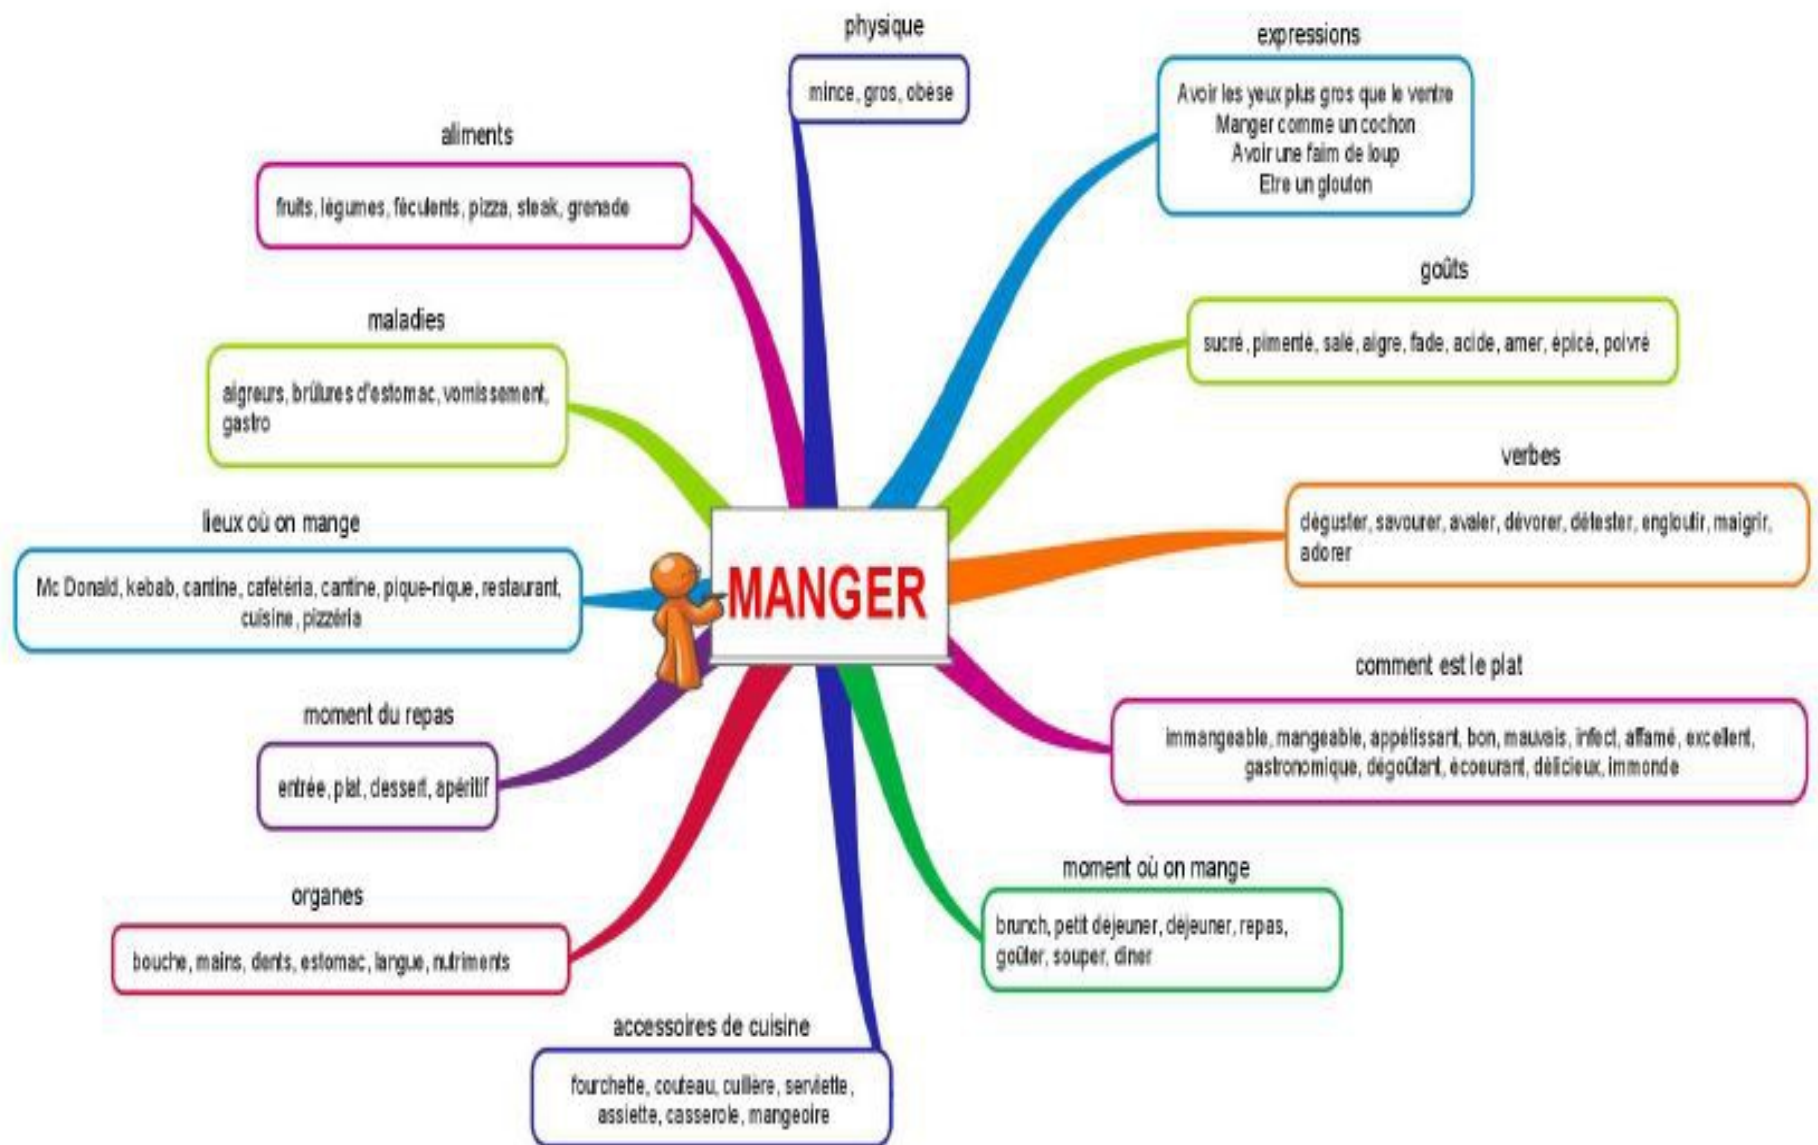 physique
mince, gros, obèse
expressions
Avoir les yeux plus gros que le ventre
Manger comme un cochon
Avoir une faim de loup
Etre un glouton
aliments
fruits, légumes, féculents, pizza, steak, grenade
goûts
sucré, pimenté, salé, aigre, fade, acide, amer, épicé, poivré
maladies
aigreurs, brûlures d'estomac, vomissement,
gastro
verbes
déguster, savourer, avaler, dévorer, détester, engloutir, maigrir,
adorer
lieux où on mange
Mc Donald, kebab, cantine, cafétéria, cantine, pique-nique, restaurant,
cuisine, pizzéria
MANGER
comment est le plat
immangeable, mangeable, appétissant, bon, mauvais, infect, affamé, excellent,
gastronomique, dégoûtant, écoeurant, délicieux, immonde
moment du repas
entrée, plat, dessert, apéritif
moment où on mange
brunch, petit déjeuner, déjeuner, repas,
goûter, souper, dîner
organes
bouche, mains, dents, estomac, langue, nutriments
accessoires de cuisine
fourchette, couteau, cuillère, serviette,
assiette, casserole, mangeoire